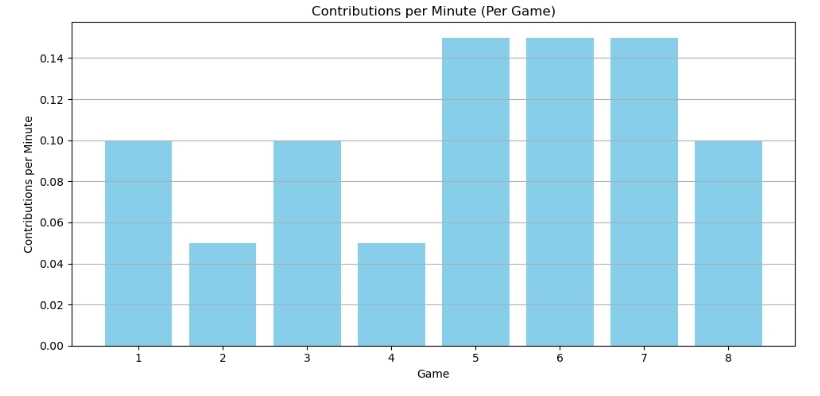 Contributions per Minute (Per Game)
Contributions per Minute
0.14
0.12
0.10
0.08
0.06
0.04
0.02
0.00
1 2 3 4 5 6 7 8
Game